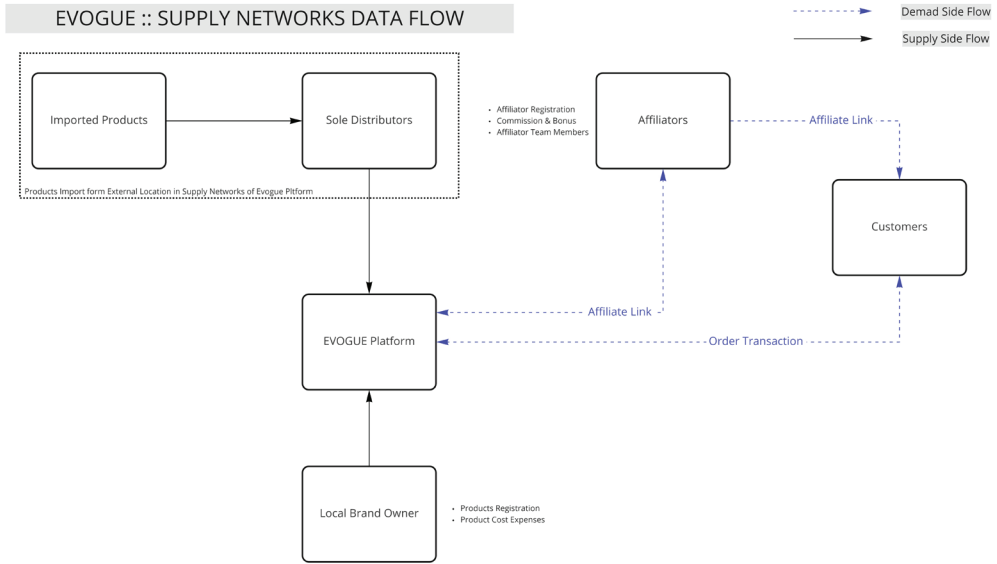 EVOGUE :: SUPPLY NETWORKS DATA FLOW
Demad Side Flow
Supply Side Flow
Imported Products
Sole Distributors
Products Import form External Location in Supply Networks of Evogue Pltform
• Affiliator Registration
• Commission & Bonus
• Affiliator Team Members
Affiliators
Affiliate Link
Customers
Affiliate Link
EVOGUE Platform
Order Transaction
Local Brand Owner
• Products Registration
• Product Cost Expenses